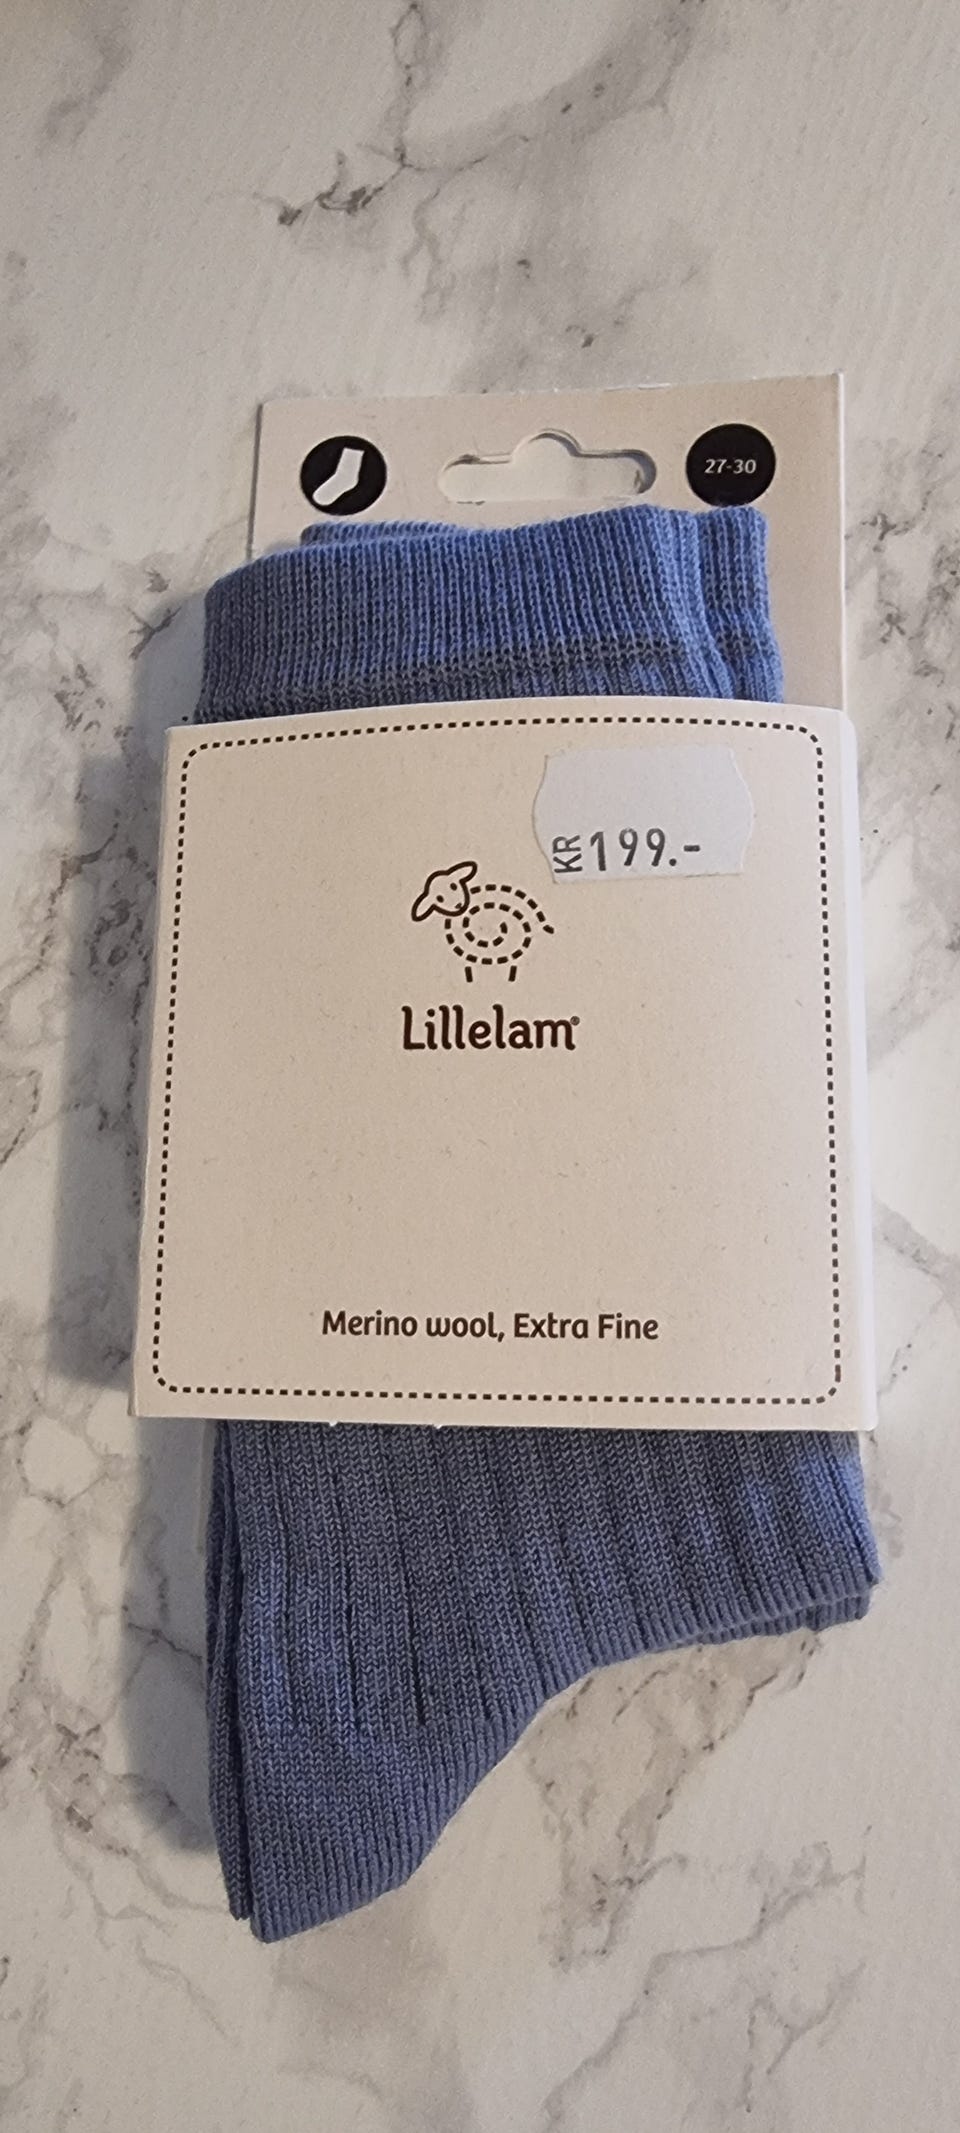 27-30
KR199.-
Lillelam®
Merino wool, Extra Fine